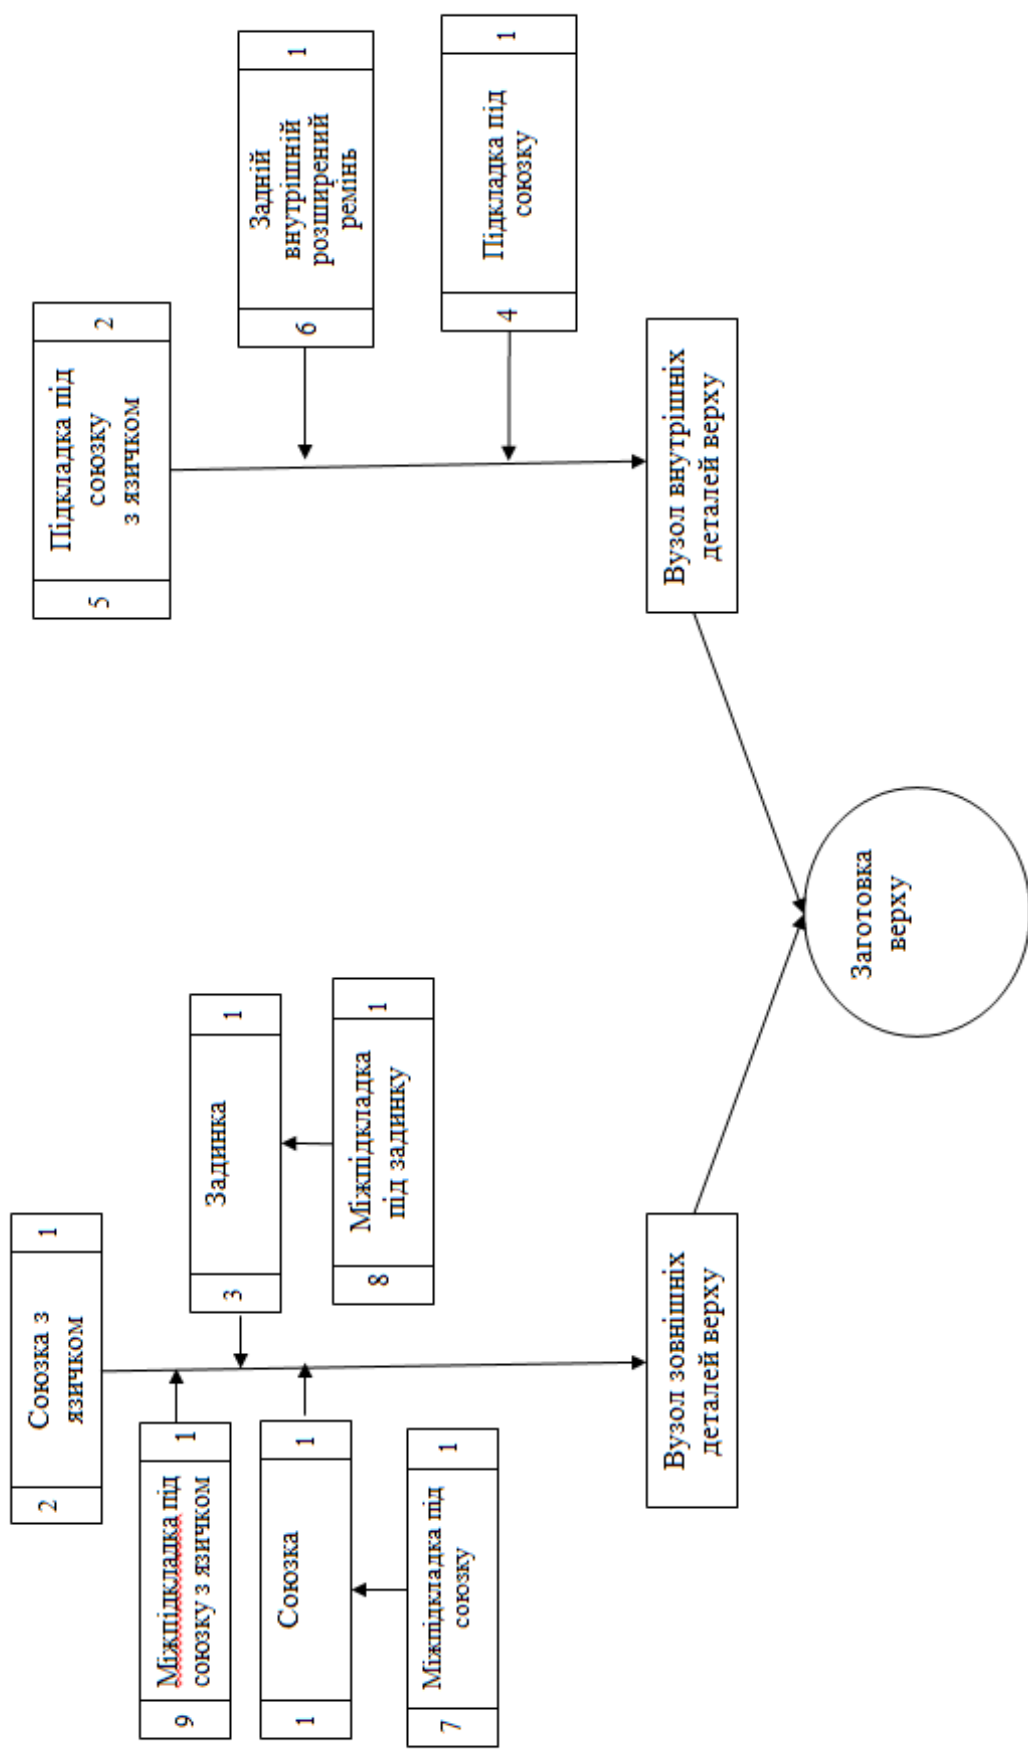 2
Союзка з
язичком
1
5
Підкладка під
союзку
з язичком
2
9
Міжпідкладка під
союзку з язичком
1
3
Задинка
1
6
Задній
внутрішній
розширений
ремінь
1
1
Союзка
1
8
Міжпідкладка
під задинку
1
7
Міжпідкладка під
союзку
1
4
Підкладка під
союзку
1
Вузол зовнішніх
деталей верху
Вузол внутрішніх
деталей верху
Заготовка
верху